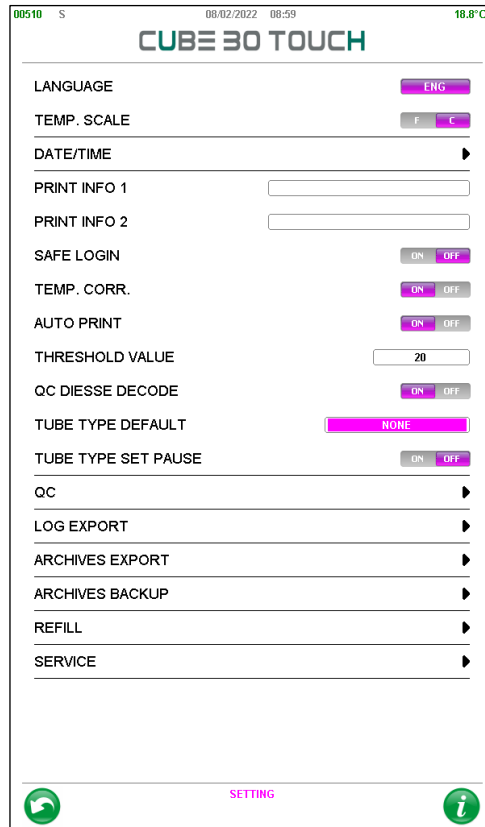 00510 S 08/02/2022 08:59 18.8°C
CUBE 30 TOUCH
LANGUAGE ENG
TEMP. SCALE F C
DATE/TIME
PRINT INFO 1
PRINT INFO 2
SAFE LOGIN ON OFF
TEMP. CORR. ON OFF
AUTO PRINT ON OFF
THRESHOLD VALUE 20
QC DIESSE DECODE ON OFF
TUBE TYPE DEFAULT NONE
TUBE TYPE SET PAUSE ON OFF
QC
LOG EXPORT
ARCHIVES EXPORT
ARCHIVES BACKUP
REFILL
SERVICE
SETTING
i